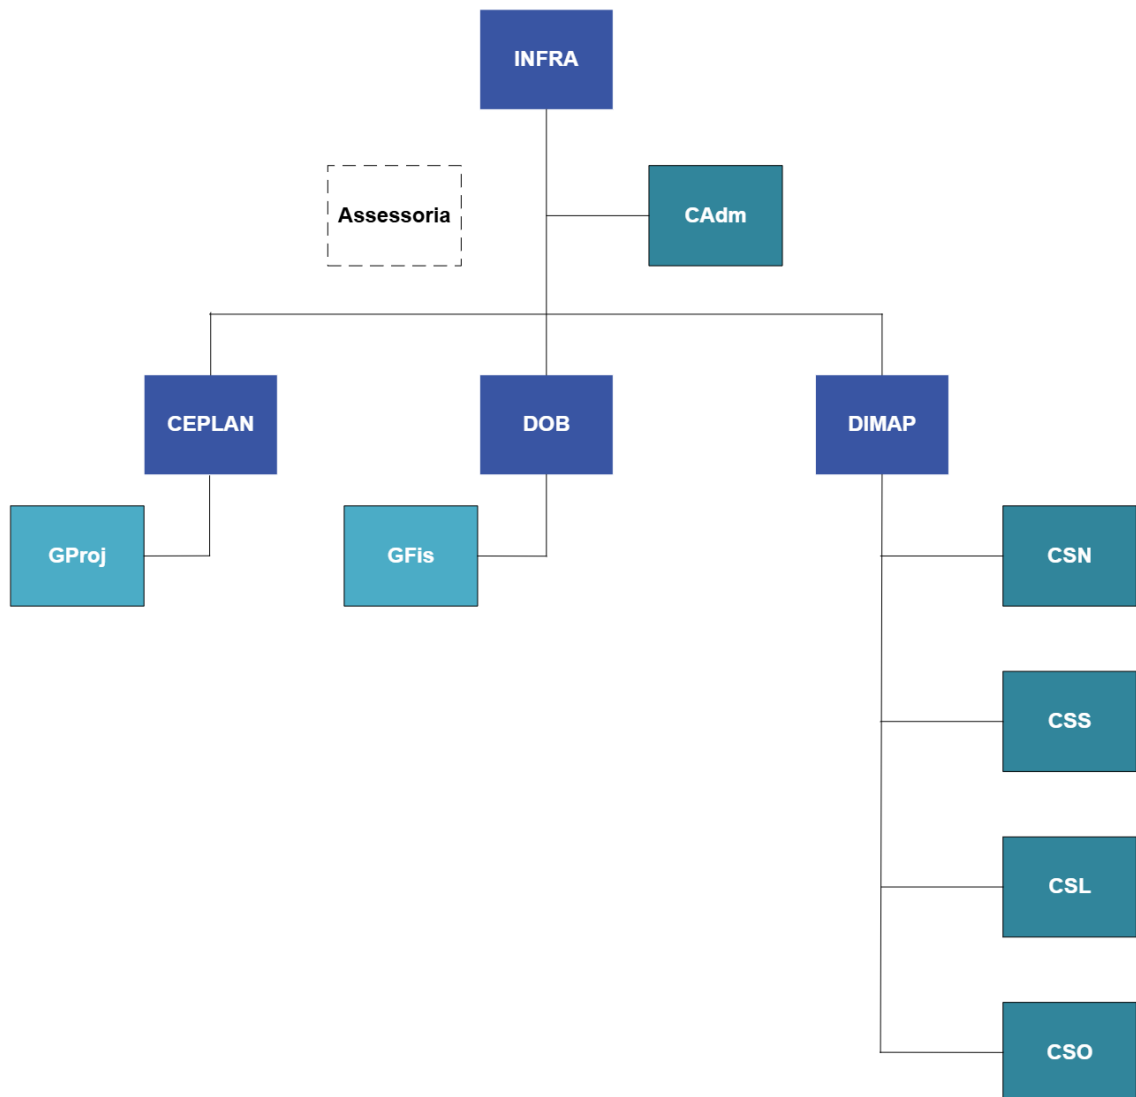 INFRA
Assessoria
CAdm
CEPLAN
DOB
DIMAP
GProj
GFis
CSN
CSS
CSL
CSO